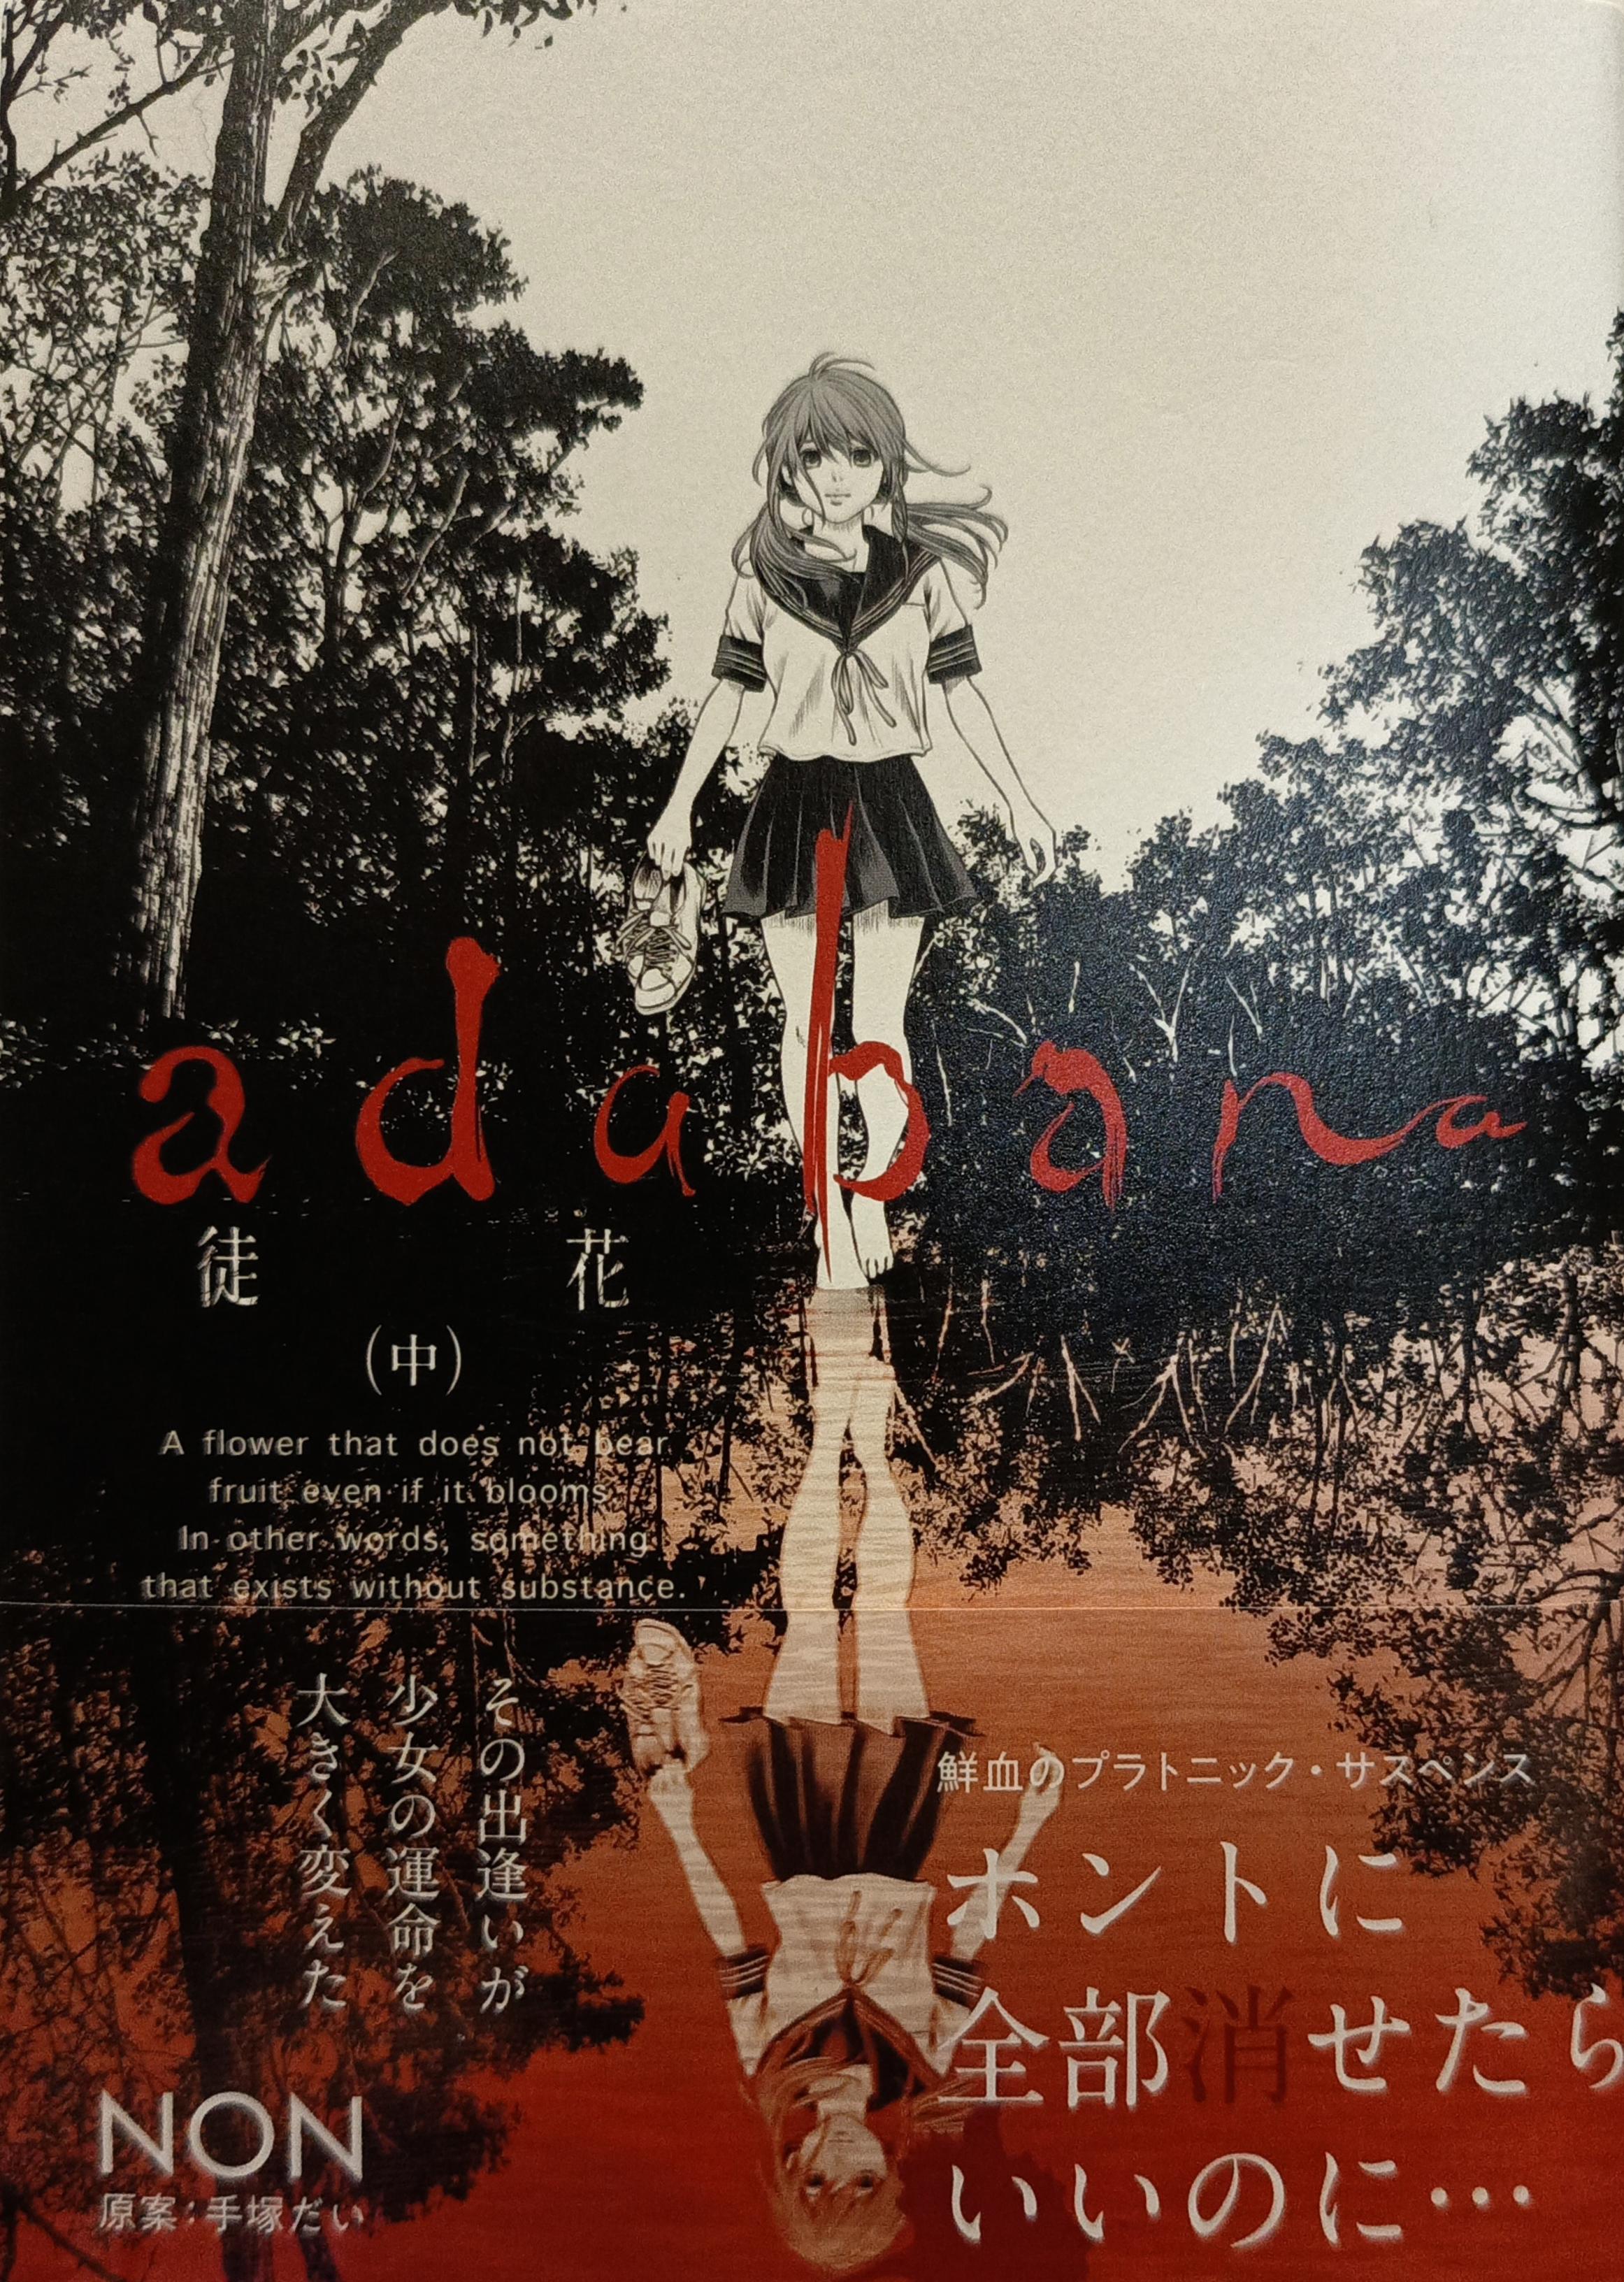 adabana
徒花
(中)
A flower that does not bear
fruit even if it blooms
In other words, something
that exists without substance.
その出逢いが
少女の運命を
大きく変えた
鮮血のプラトニック・サスペンス
ホントに
全部消せたら
いいのに…
NON
原案：手塚だい